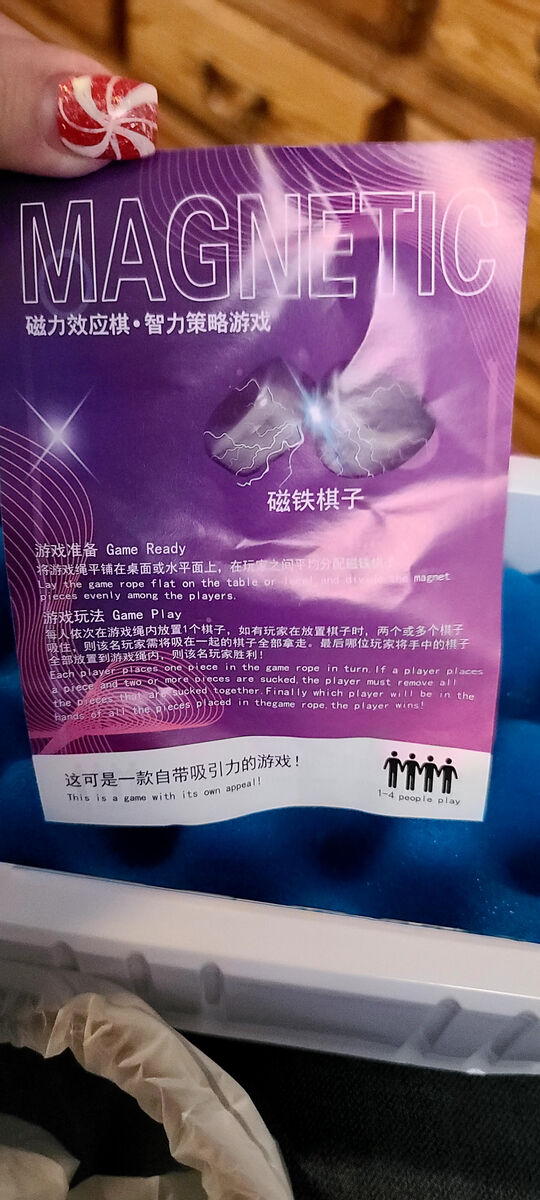 MAGNETIC
磁力效应棋•智力策略游戏
磁铁棋子
游戏准备 Game Ready
将游戏绳平铺在桌面或水平面上，在玩家之间平均分配磁铁棋
Lay the game rope flat on the table or level and divide the magnet
pieces evenly among the players.
游戏玩法 Game Play
每人依次在游戏绳内放置1个棋子，如有玩家在放置棋子时，两个或多个棋子
吸住，则该名玩家需将吸在一起的棋子全部拿走。最后哪位玩家将手中的棋子
全部放置到游戏绳内，则该名玩家胜利！
Each player places one piece in the game rope in turn.If a player places
a piece and two or more pieces are sucked,the player must remove all
the pieces that are sucked together.Finally which player will be in the
hands of all the pieces placed in thegame rope,the player wins!
这可是一款自带吸引力的游戏！
This is a game with its own appeal!
1-4 people play